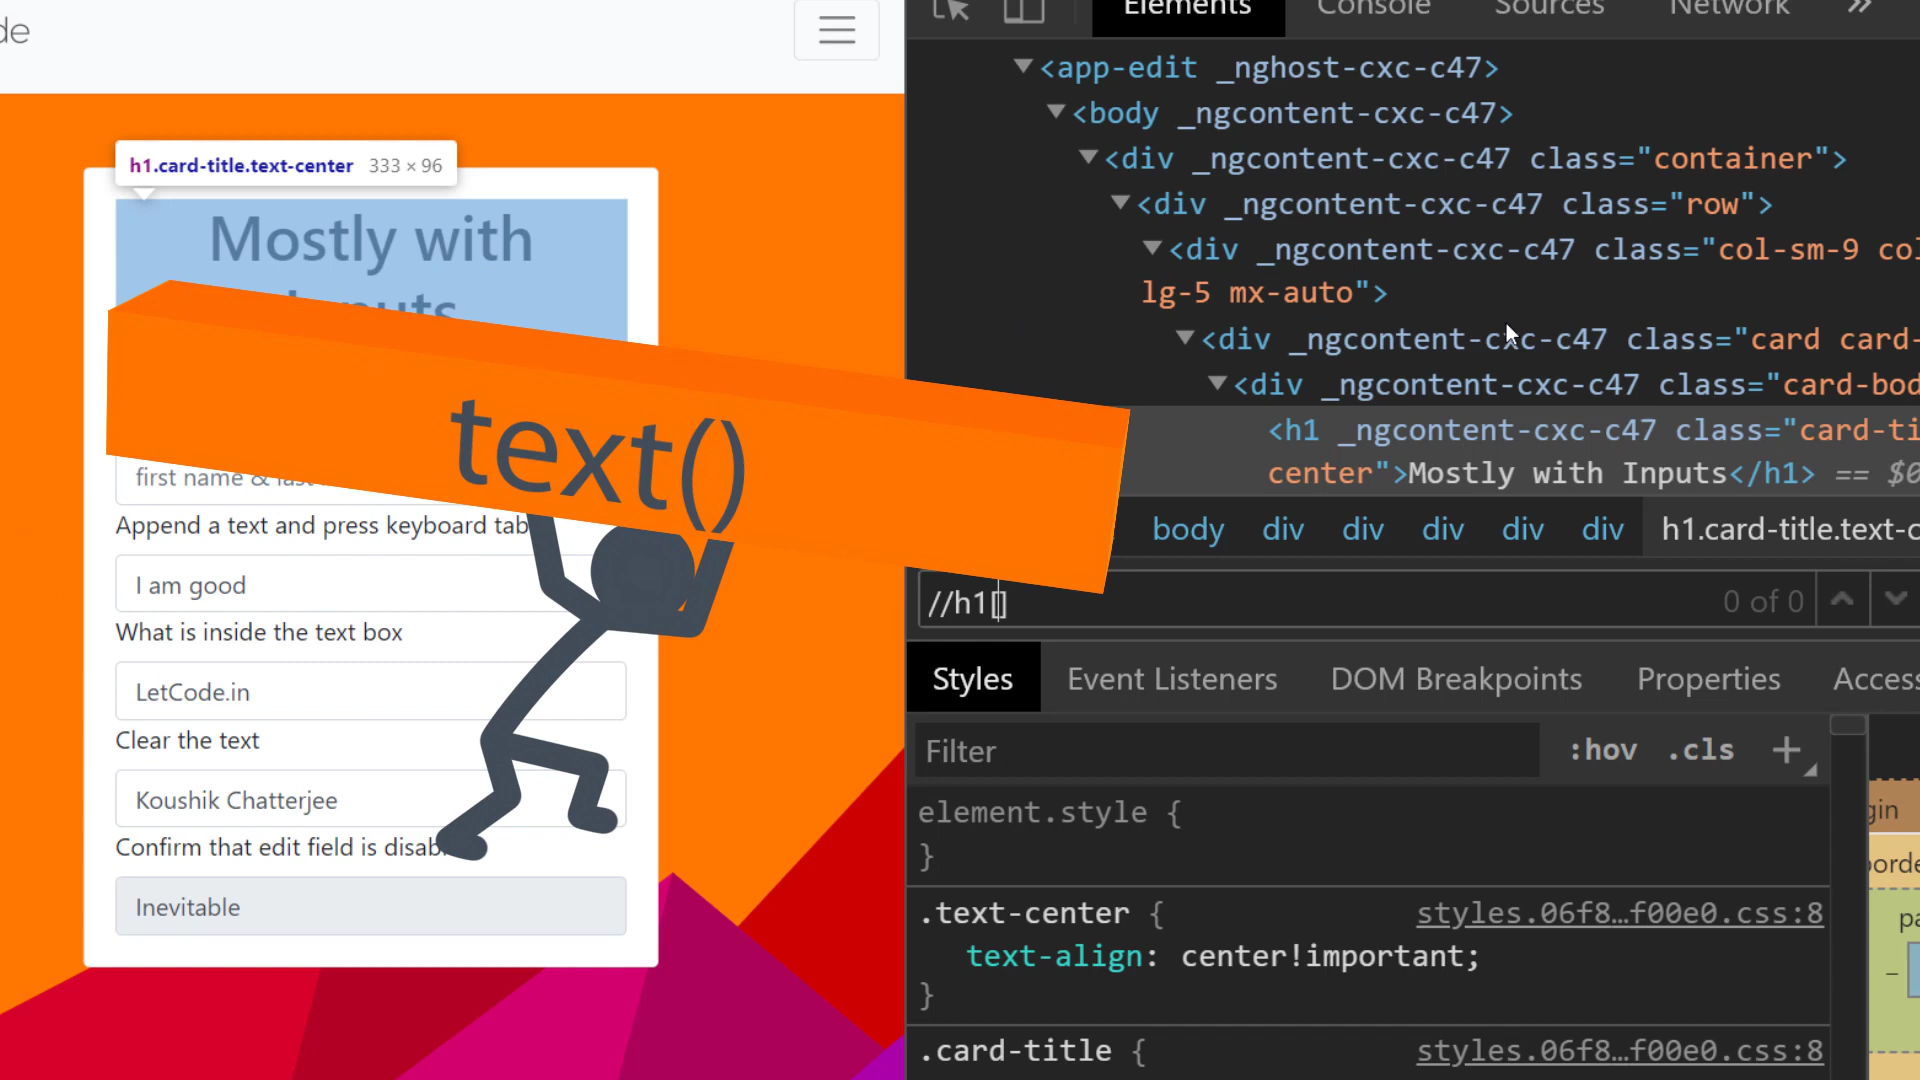 de
h1.card-title.text-center 333 × 96
Mostly with
Inputs
text()
first name &
Append a text and press keyboard tab
I am good
What is inside the text box
LetCode.in
Clear the text
Koushik Chatterjee
Confirm that edit field is
Inevitable
Elements Console Sources Network »
<app-edit _nghost-cxc-c47>
<body _ngcontent-cxc-c47>
<div _ngcontent-cxc-c47 class="container">
<div _ngcontent-cxc-c47 class="row">
<div _ngcontent-cxc-c47 class="col-sm-9 col
lg-5 mx-auto">
<div _ngcontent-cxc-c47 class="card card-
<div _ngcontent-cxc-c47 class="card-bod
<h1 _ngcontent-cxc-c47 class="card-ti
center">Mostly with Inputs</h1> == $0
body div div div div div h1.card-title.text-c
//h1[] 0 of 0
Styles Event Listeners DOM Breakpoints Properties Access
Filter :hov .cls +
element.style {
}
.text-center { styles.06f8…f00e0.css:8
text-align: center!important;
}
.card-title { styles.06f8…f00e0.css:8
gin
borde
pa
–